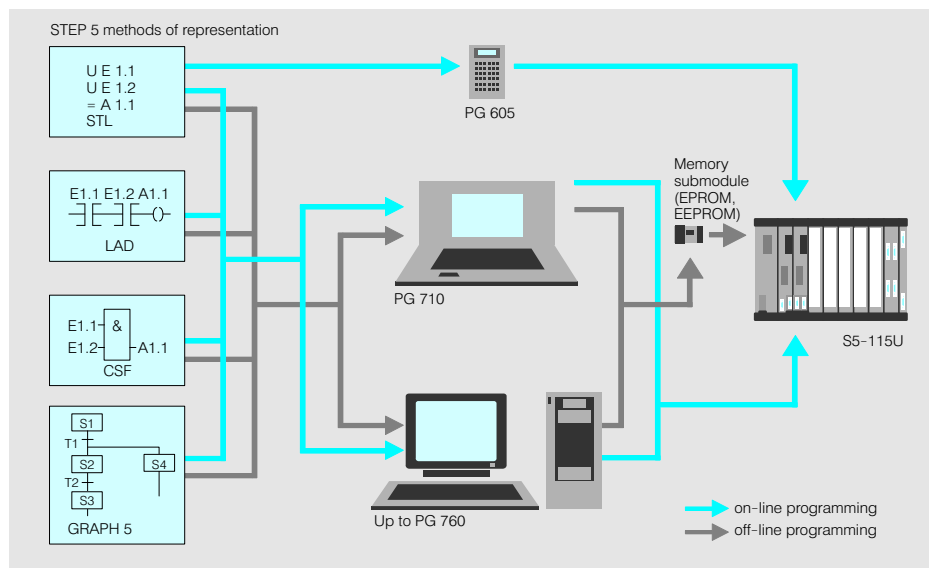 STEP 5 methods of representation
U E 1.1
U E 1.2
= A 1.1
STL
PG 605
E1.1 E1.2 A1.1
LAD
Memory
submodule
(EPROM,
EEPROM)
PG 710
S5-115U
E1.1
&
E1.2
A1.1
CSF
S1
T1
S2
S4
T2
S3
GRAPH 5
Up to PG 760
on-line programming
off-line programming